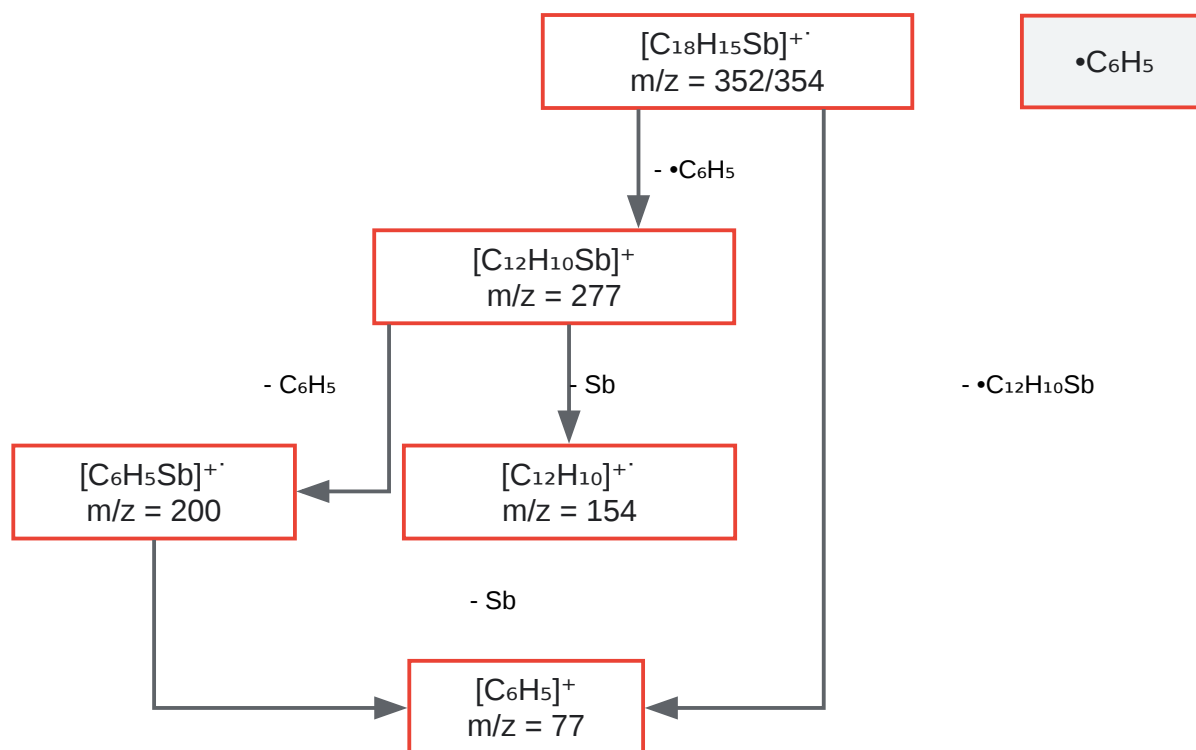 [C₁₈H₁₅Sb]⁺˙
m/z = 352/354
•C₆H₅
- •C₆H₅
[C₁₂H₁₀Sb]⁺
m/z = 277
- C₆H₅
- Sb
- •C₁₂H₁₀Sb
[C₆H₅Sb]⁺˙
m/z = 200
[C₁₂H₁₀]⁺˙
m/z = 154
- Sb
[C₆H₅]⁺
m/z = 77